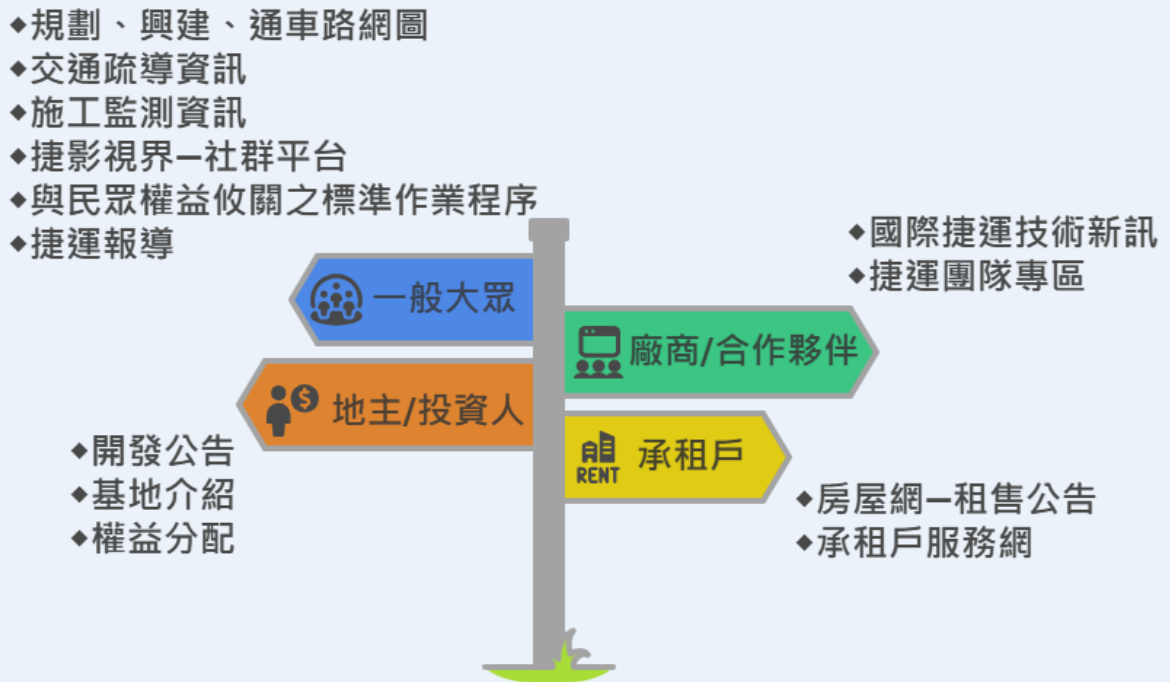 ◆規劃、興建、通車路網圖
◆交通疏導資訊
◆施工監測資訊
◆捷影視界—社群平台
◆與民眾權益攸關之標準作業程序
◆捷運報導
一般大眾
◆國際捷運技術新訊
◆捷運團隊專區
廠商/合作夥伴
地主/投資人
◆開發公告
◆基地介紹
◆權益分配
RENT 承租戶
◆房屋網—租售公告
◆承租戶服務網